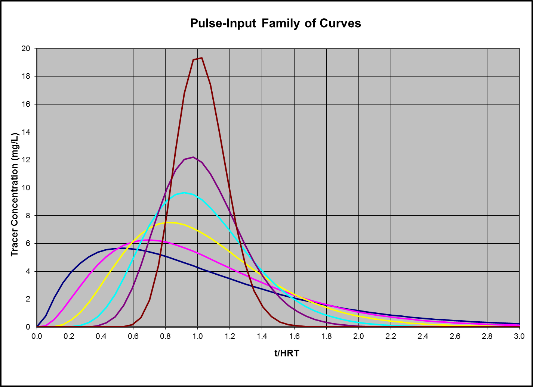 Pulse-Input Family of Curves
20
18
16
14
12
10
8
6
4
2
0
Tracer Concentration (mg/L)
0.0 0.2 0.4 0.6 0.8 1.0 1.2 1.4 1.6 1.8 2.0 2.2 2.4 2.6 2.8 3.0
t/HRT